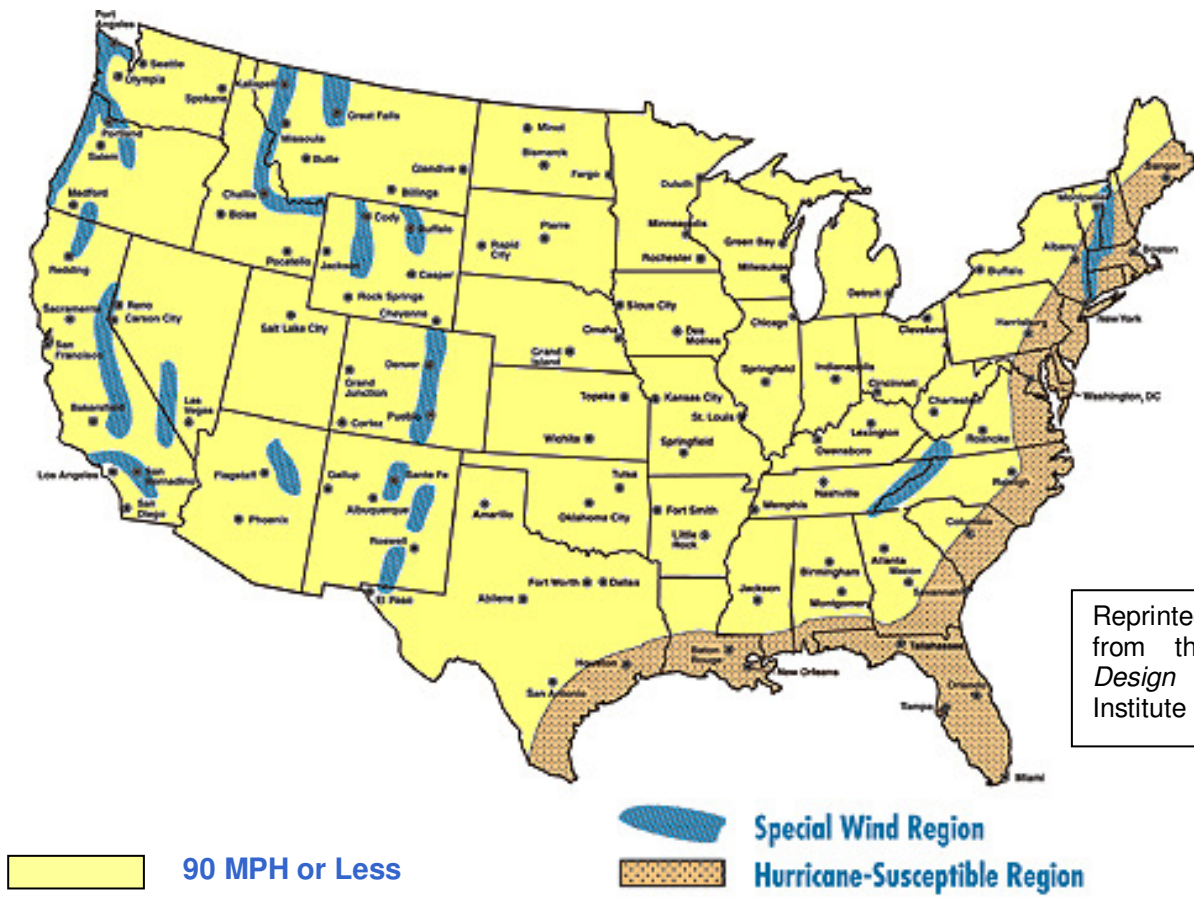 Port
Angeles
Seattle
Olympia
Spokane
Kalispell
Great Falls
Missoula
Butte
Glendive
Billings
Minot
Bismarck
Fargo
Duluth
Portland
Salem
Medford
Challis
Boise
Pocatello
Cody
Buffalo
Jackson
Casper
Rock Springs
Cheyenne
Rapid
City
Pierre
Minneapolis
Rochester
Green Bay
Milwaukee
Detroit
Buffalo
Albany
Montpelier
Bangor
Boston
New York
Harrisburg
Cleveland
Washington, DC
Redding
Sacramento
Reno
Carson City
San
Francisco
Salt Lake City
Sioux City
Omaha
Des
Moines
Grand
Island
Chicago
Springfield
Indianapolis
Cincinnati
Charleston
Denver
Grand
Junction
Pueblo
Cortez
Topeka
Kansas City
St. Louis
Wichita
Springfield
Owensboro
Lexington
Roanoke
Raleigh
Bakersfield
Las
Vegas
Los Angeles
San
Bernadino
San
Diego
Flagstaff
Phoenix
Gallup
Santa Fe
Albuquerque
Roswell
El Paso
Amarillo
Tulsa
Oklahoma City
Fort Smith
Little
Rock
Memphis
Nashville
Columbia
Atlanta
Macon
Savannah
Birmingham
Montgomery
Jackson
Fort Worth
Dallas
Abilene
Houston
San Antonio
Baton
Rouge
New Orleans
Tallahassee
Orlando
Tampa
Miami
Reprinte
from th
Design
Institute
Special Wind Region
90 MPH or Less
Hurricane-Susceptible Region